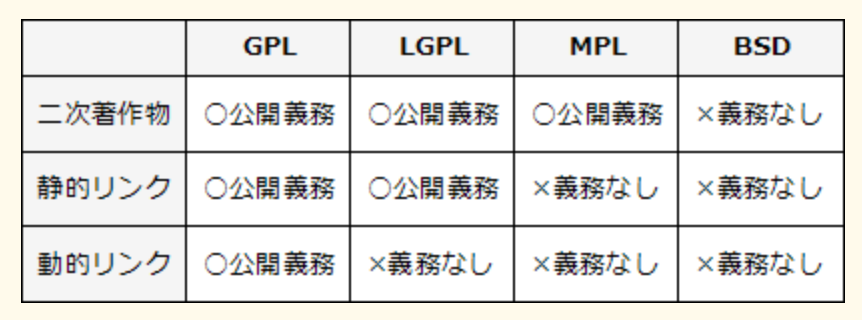 GPL LGPL MPL BSD
二次著作物 ○公開義務 ○公開義務 ○公開義務 ×義務なし
静的リンク ○公開義務 ○公開義務 ×義務なし ×義務なし
動的リンク ○公開義務 ×義務なし ×義務なし ×義務なし